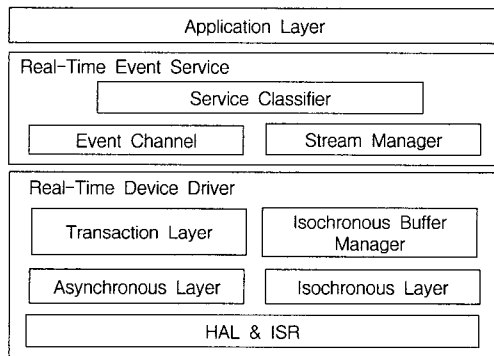 Application Layer
Real-Time Event Service
Service Classifier
Event Channel
Stream Manager
Real-Time Device Driver
Transaction Layer
Isochronous Buffer
Manager
Asynchronous Layer
Isochronous Layer
HAL & ISR